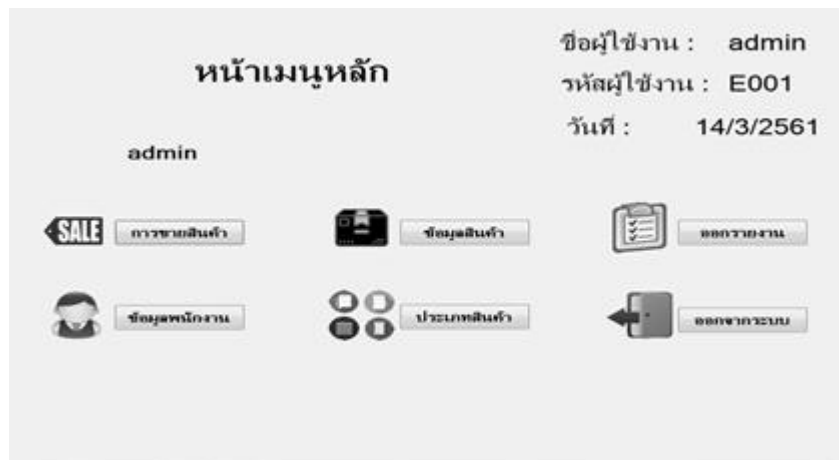 หน้าเมนูหลัก
ชื่อผู้ใช้งาน : admin
รหัสผู้ใช้งาน : E001
วันที่ : 14/3/2561
admin
SALE การขายสินค้า
ข้อมูลสินค้า
ออกรายงาน
ข้อมูลพนักงาน
ประเภทสินค้า
ออกจากระบบ